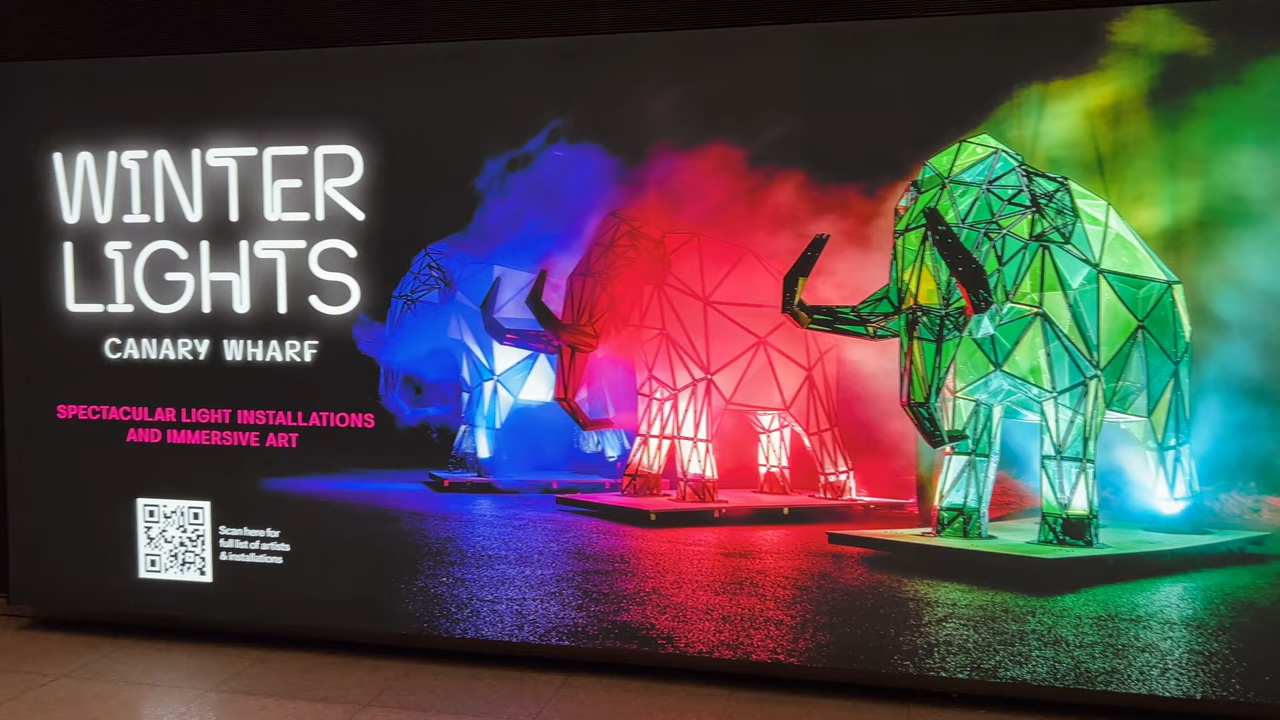 WINTER
LIGHTS
CANARY WHARF
SPECTACULAR LIGHT INSTALLATIONS
AND IMMERSIVE ART
Scan here for
full list of artists
& installations